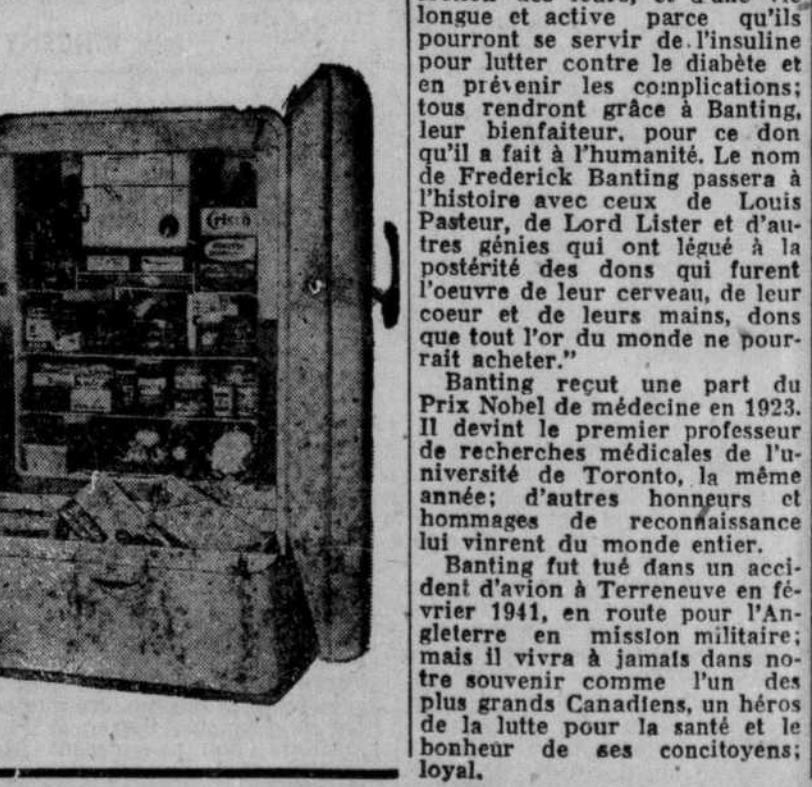 Crisco
longue et active parce qu'ils
pourront se servir de l'insuline
pour lutter contre le diabète et
en prévenir les complications;
tous rendront grâce à Banting,
leur bienfaiteur, pour ce don
qu'il a fait à l'humanité. Le nom
de Frederick Banting passera à
l'histoire avec ceux de Louis
Pasteur, de Lord Lister et d'au-
tres génies qui ont légué à la
postérité des dons qui furent
l'oeuvre de leur cerveau, de leur
coeur et de leurs mains, dons
que tout l'or du monde ne pour-
rait acheter."
Banting reçut une part du
Prix Nobel de médecine en 1923.
Il devint le premier professeur
de recherches médicales de l'u-
niversité de Toronto, la même
année; d'autres honneurs et
hommages de reconnaissance
lui vinrent du monde entier.
Banting fut tué dans un acci-
dent d'avion à Terreneuve en fé-
vrier 1941, en route pour l'An-
gleterre en mission militaire;
mais il vivra à jamais dans no-
tre souvenir comme l'un des
plus grands Canadiens, un héros
de la lutte pour la santé et le
bonheur de ses concitoyens;
loyal.